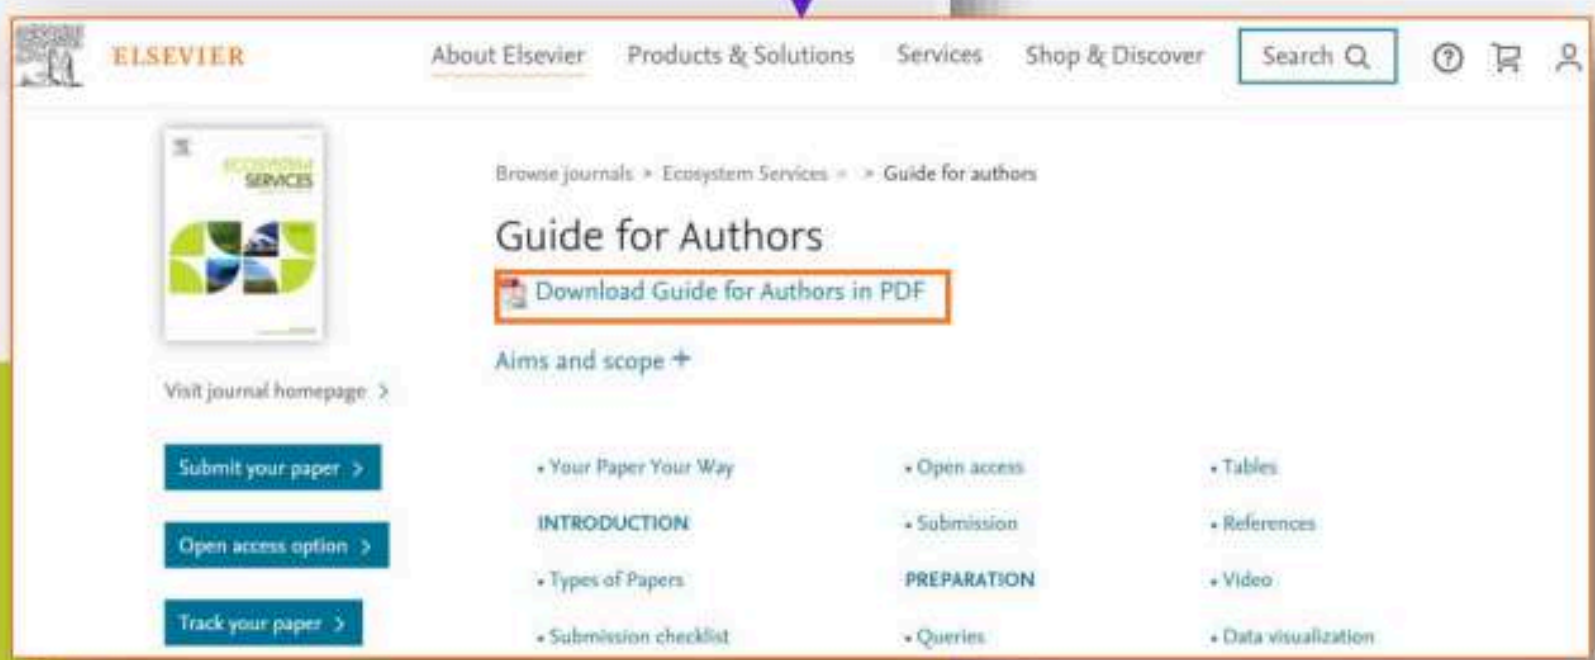 ELSEVIER
About Elsevier Products & Solutions Services Shop & Discover Search
ECOSYSTEM
SERVICES
Browse journals > Ecosystem Services > > Guide for authors
Guide for Authors
Download Guide for Authors in PDF
Aims and scope +
Visit journal homepage >
Submit your paper >
Open access option >
Track your paper >
• Your Paper Your Way
INTRODUCTION
• Types of Papers
• Submission checklist
• Open access
• Submission
PREPARATION
• Queries
• Tables
• References
• Video
• Data visualization